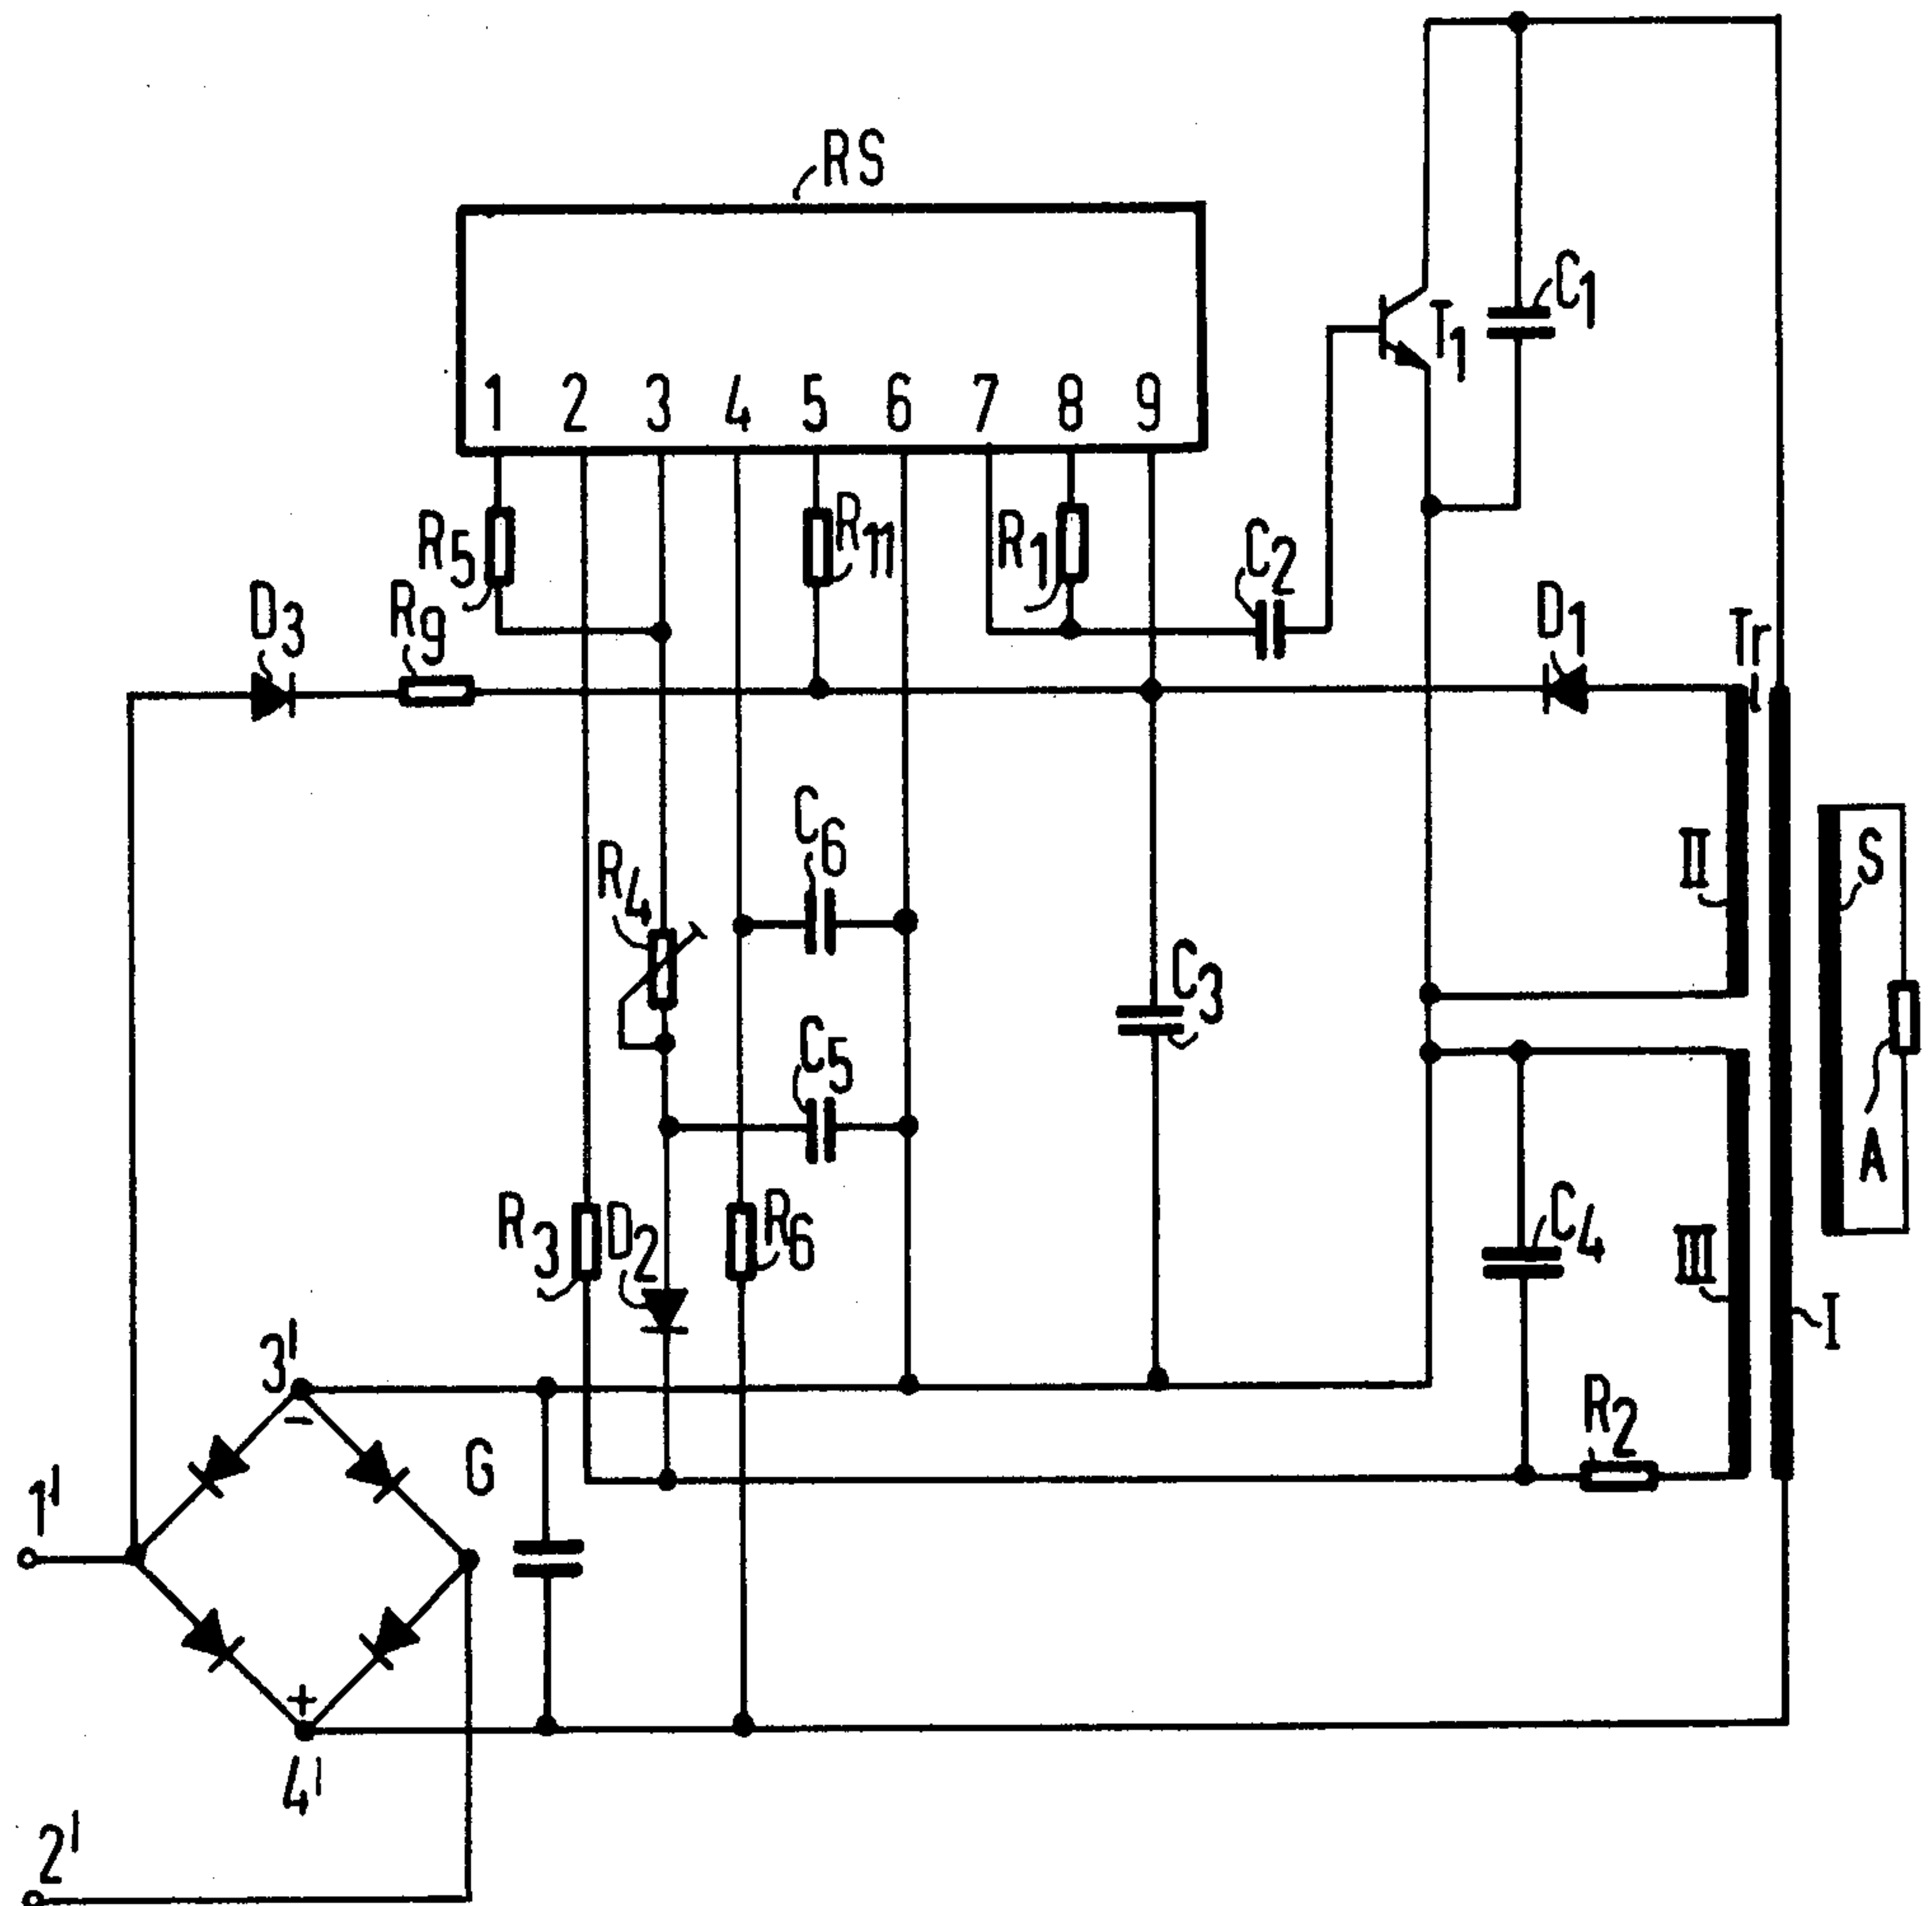 RS
C1
T1
1 2 3 4 5 6 7 8 9
R5
R11
R1
C2
D3
R9
D1
Tr
C6
R4
II
S
C3
C5
A
R3
D2
R6
C4
III
I
3'
R2
-
G
1'
+
4'
2'